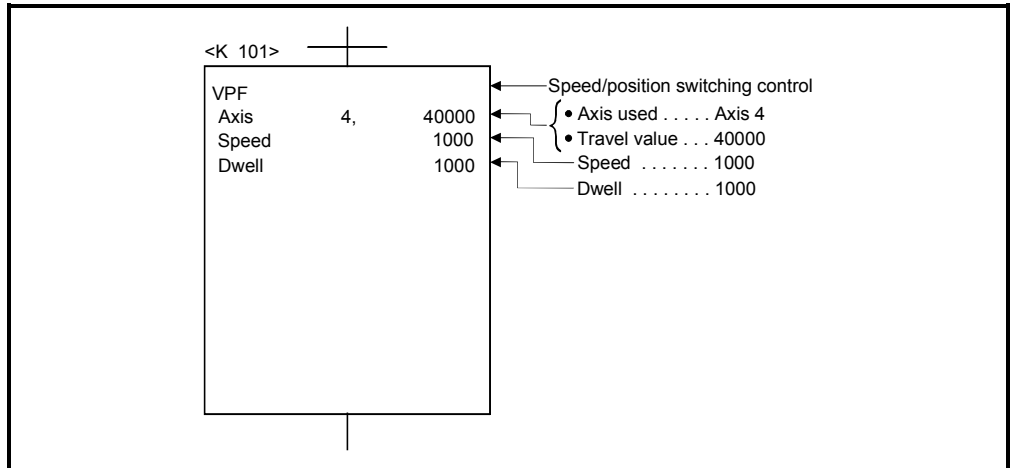 <K 101>
VPF
Axis 4, 40000
Speed 1000
Dwell 1000
Speed/position switching control
• Axis used . . . . . Axis 4
• Travel value . . . 40000
Speed . . . . . . . 1000
Dwell . . . . . . . . 1000